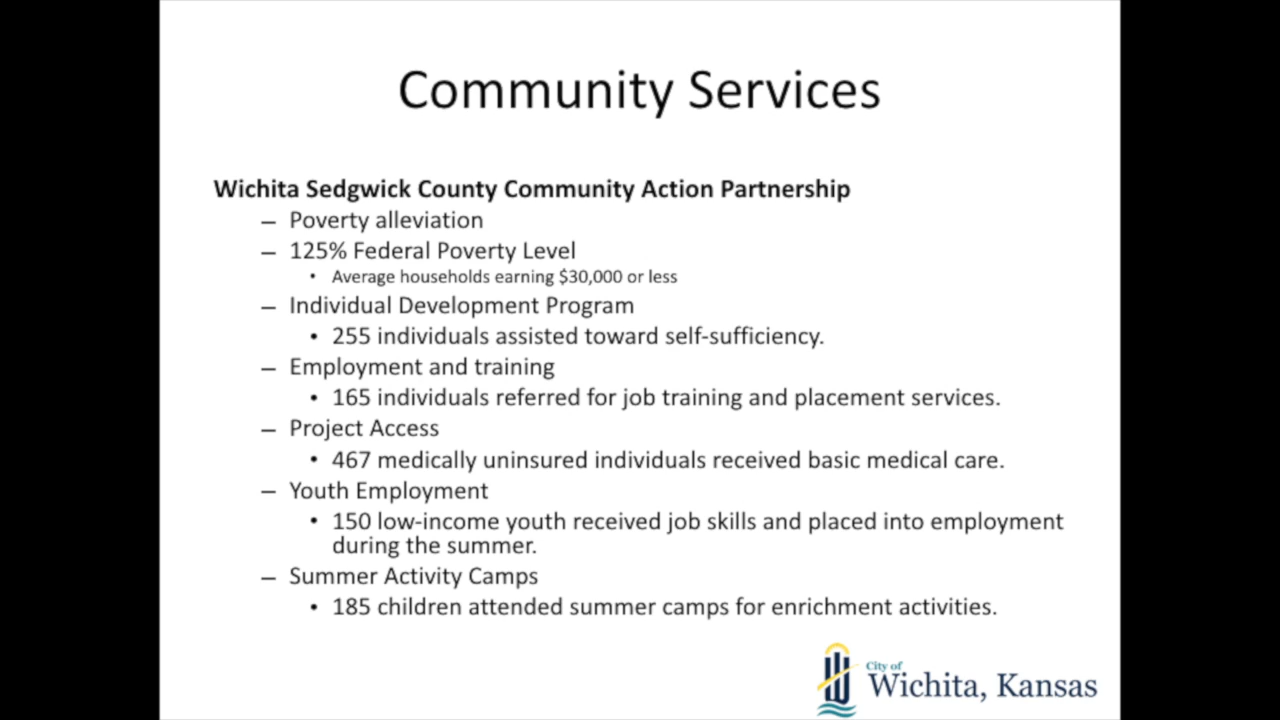 Community Services
Wichita Sedgwick County Community Action Partnership
– Poverty alleviation
– 125% Federal Poverty Level
• Average households earning $30,000 or less
– Individual Development Program
• 255 individuals assisted toward self-sufficiency.
– Employment and training
• 165 individuals referred for job training and placement services.
– Project Access
• 467 medically uninsured individuals received basic medical care.
– Youth Employment
• 150 low-income youth received job skills and placed into employment
during the summer.
– Summer Activity Camps
• 185 children attended summer camps for enrichment activities.
City of
Wichita, Kansas